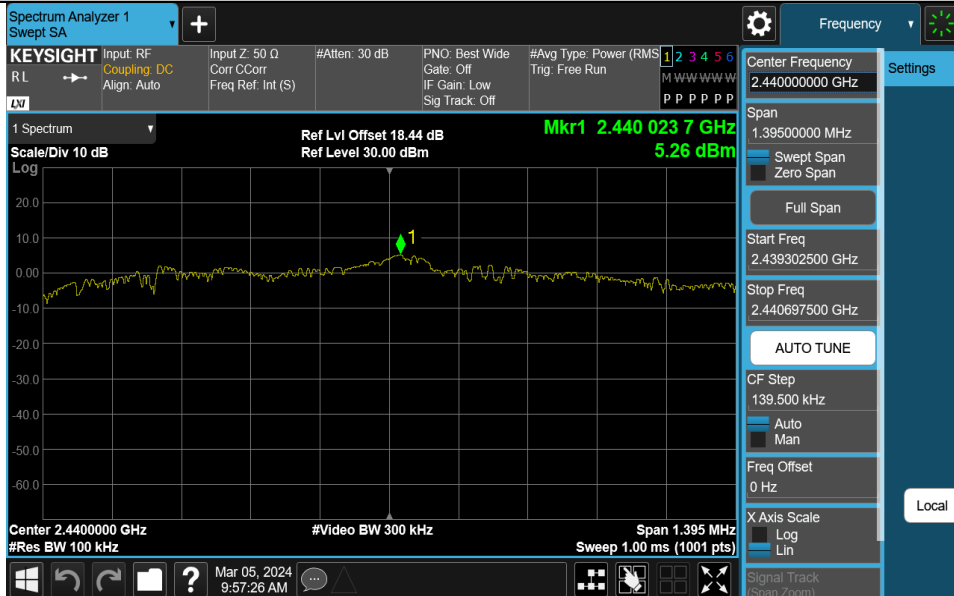 Spectrum Analyzer 1
Swept SA
+
Frequency
KEYSIGHT
R L
LXI
Input: RF
Coupling: DC
Align: Auto
Input Z: 50 Ω
Corr CCorr
Freq Ref: Int (S)
#Atten: 30 dB
PNO: Best Wide
Gate: Off
IF Gain: Low
Sig Track: Off
#Avg Type: Power (RMS
Trig: Free Run
1 2 3 4 5 6
M W W W W W
P P P P P P
1 Spectrum
Scale/Div 10 dB
Log
Ref Lvl Offset 18.44 dB
Ref Level 30.00 dBm
Mkr1 2.440 023 7 GHz
5.26 dBm
1
20.0
10.0
0.00
-10.0
-20.0
-30.0
-40.0
-50.0
-60.0
Center 2.4400000 GHz
#Video BW 300 kHz
Span 1.395 MHz
#Res BW 100 kHz
Sweep 1.00 ms (1001 pts)
?
Mar 05, 2024
9:57:26 AM
Center Frequency
2.440000000 GHz
Span
1.39500000 MHz
Swept Span
Zero Span
Full Span
Start Freq
2.439302500 GHz
Stop Freq
2.440697500 GHz
AUTO TUNE
CF Step
139.500 kHz
Auto
Man
Freq Offset
0 Hz
X Axis Scale
Log
Lin
Signal Track
(Span Zoom)
Settings
Local